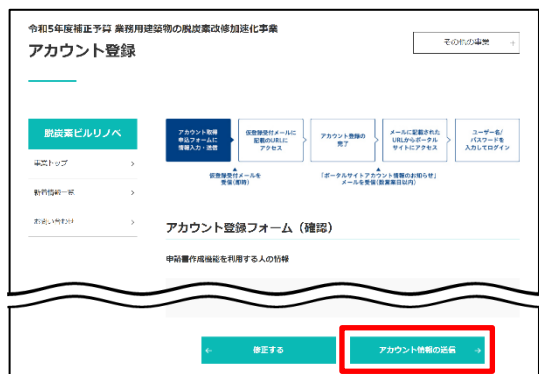 令和5年度補正予算 業務用建築物の脱炭素改修加速化事業
アカウント登録
その他の事業 +
脱炭素ビルリノベ
事業トップ >
新着情報一覧 >
お問い合わせ >
アカウント取得
申込フォームに
情報入力・送信
仮登録受付メールに
記載のURLに
アクセス
アカウント登録の
完了
メールに記載された
URLからポータル
サイトにアクセス
ユーザー名/
パスワードを
入力してログイン
仮登録受付メールを
受信(即時)
「ポータルサイトアカウント情報のお知らせ」
メールを受信(数営業日以内)
アカウント登録フォーム（確認）
申請書作成機能を利用する人の情報
← 修正する
アカウント情報の送信 →